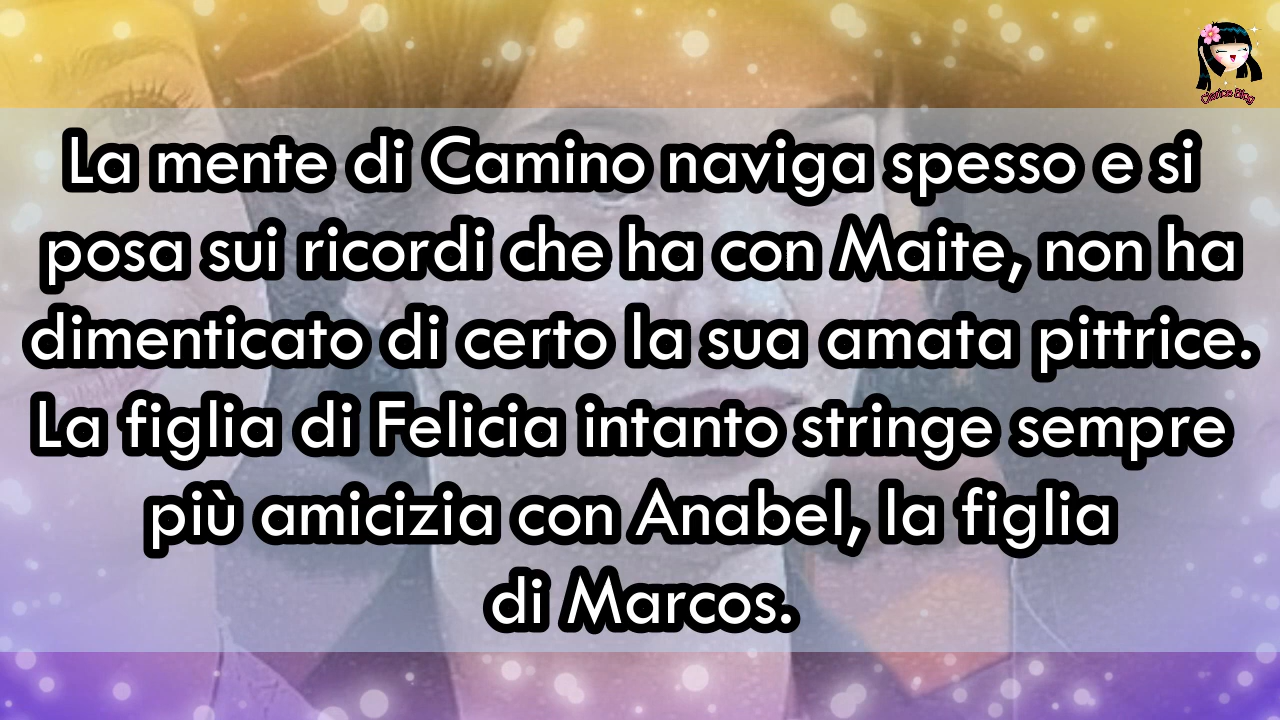 Clarica Blog
La mente di Camino naviga spesso e si
posa sui ricordi che ha con Maite, non ha
dimenticato di certo la sua amata pittrice.
La figlia di Felicia intanto stringe sempre
più amicizia con Anabel, la figlia
di Marcos.